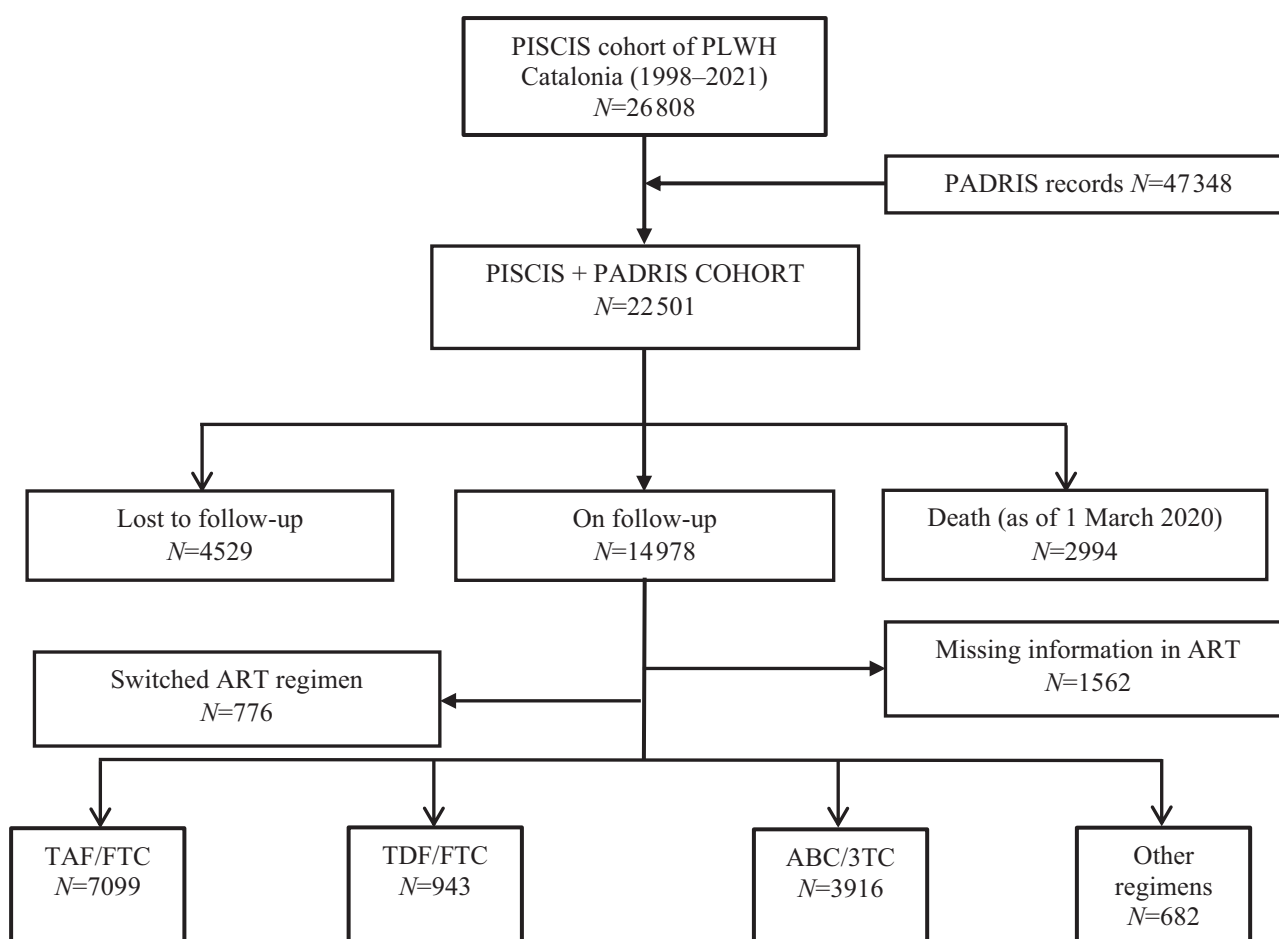 PISCIS cohort of PLWH
Catalonia (1998–2021)
N=26808
PADRIS records N=47348
PISCIS + PADRIS COHORT
N=22501
Lost to follow-up
N=4529
On follow-up
N=14978
Death (as of 1 March 2020)
N=2994
Missing information in ART
N=1562
Switched ART regimen
N=776
TAF/FTC
N=7099
TDF/FTC
N=943
ABC/3TC
N=3916
Other
regimens
N=682